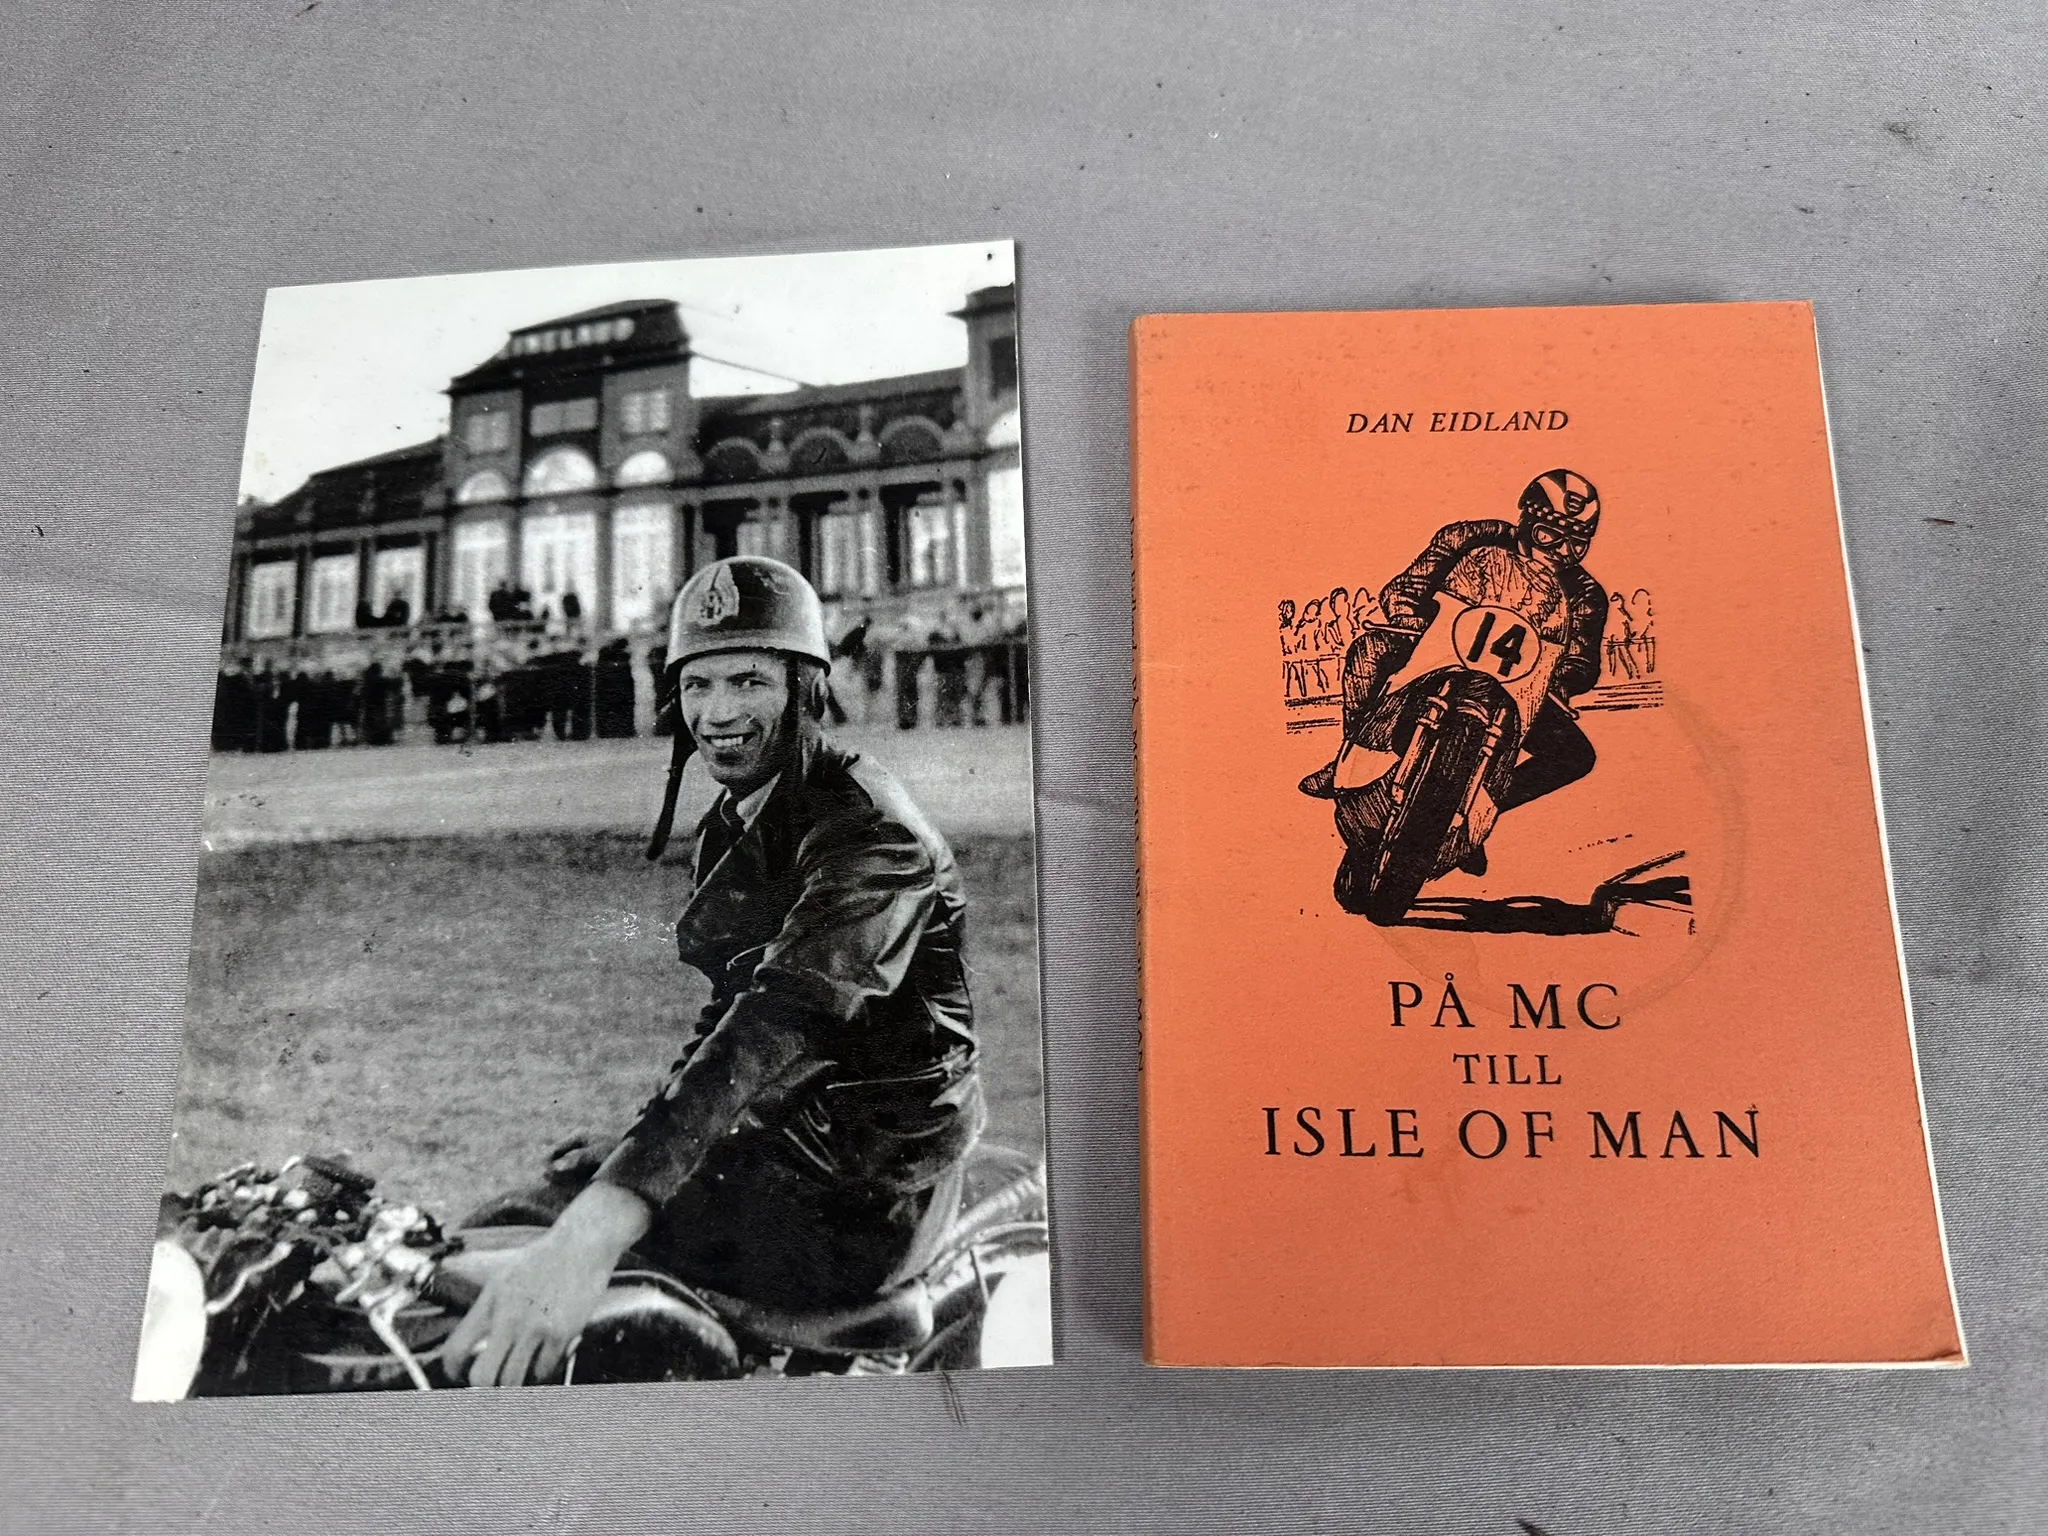 DAN EIDLAND
14
PÅ MC
TILL
ISLE OF MAN